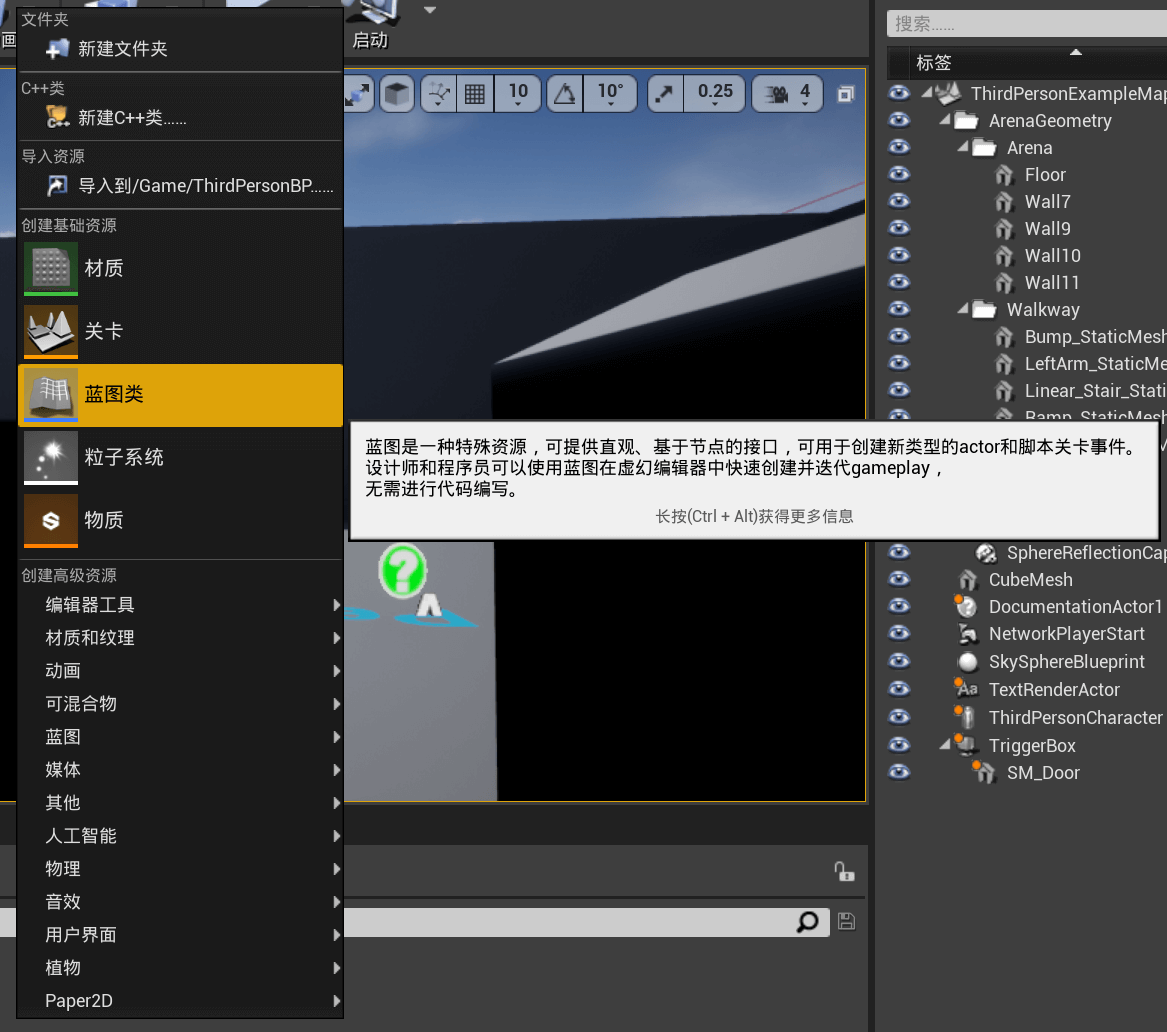 文件夹
新建文件夹
C++类
新建C++类……
导入资源
导入到/Game/ThirdPersonBP……
创建基础资源
材质
关卡
蓝图类
粒子系统
物质
创建高级资源
编辑器工具
材质和纹理
动画
可混合物
蓝图
媒体
其他
人工智能
物理
音效
用户界面
植物
Paper2D
画
启动
10
10°
0.25
4
蓝图是一种特殊资源，可提供直观、基于节点的接口，可用于创建新类型的actor和脚本关卡事件。
设计师和程序员可以使用蓝图在虚幻编辑器中快速创建并迭代gameplay，
无需进行代码编写。
长按(Ctrl + Alt)获得更多信息
搜索……
标签
ThirdPersonExampleMap
ArenaGeometry
Arena
Floor
Wall7
Wall9
Wall10
Wall11
Walkway
Bump_StaticMesh
LeftArm_StaticMe
Linear_Stair_Stati
Ramp_StaticMesh
SphereReflectionCap
CubeMesh
DocumentationActor1
NetworkPlayerStart
SkySphereBlueprint
TextRenderActor
ThirdPersonCharacter
TriggerBox
SM_Door